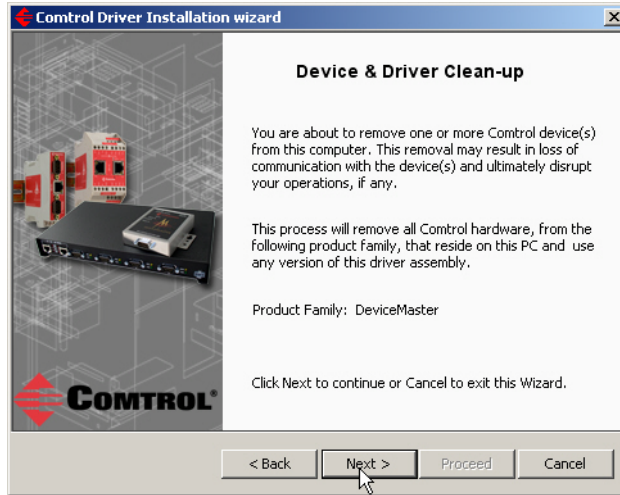 Comtrol Driver Installation wizard
Device & Driver Clean-up
You are about to remove one or more Comtrol device(s)
from this computer. This removal may result in loss of
communication with the device(s) and ultimately disrupt
your operations, if any.
This process will remove all Comtrol hardware, from the
following product family, that reside on this PC and use
any version of this driver assembly.
Product Family: DeviceMaster
Click Next to continue or Cancel to exit this Wizard.
COMTROL®
< Back
Next >
Proceed
Cancel